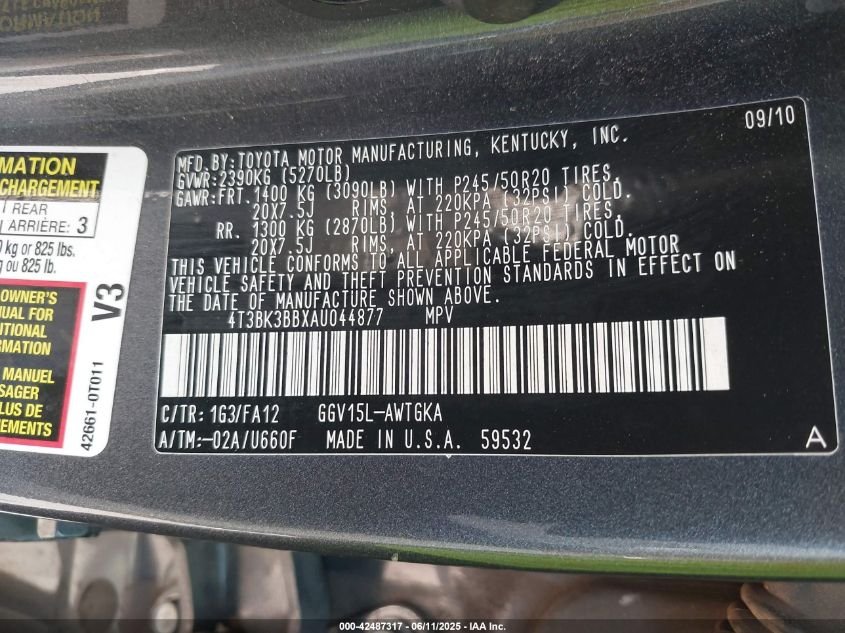 MATION
CHARGEMENT
REAR
ARRIÈRE: 3
kg or 825 lbs.
ou 825 lb.
OWNER'S
UAL FOR
ITIONAL
RMATION
MANUEL
SAGER
LUS DE
EMENTS
V3
42661-0T011
09/10
MFD. BY: TOYOTA MOTOR MANUFACTURING, KENTUCKY, INC.
GVWR: 2390KG (5270LB)
GAWR: FRT. 1400 KG (3090LB) WITH P245/50R20 TIRES,
20X7.5J RIMS, AT 220KPA (32PSI) COLD.
RR. 1300 KG (2870LB) WITH P245/50R20 TIRES,
20X7.5J RIMS, AT 220KPA (32PSI) COLD.
THIS VEHICLE CONFORMS TO ALL APPLICABLE FEDERAL MOTOR
VEHICLE SAFETY AND THEFT PREVENTION STANDARDS IN EFFECT ON
THE DATE OF MANUFACTURE SHOWN ABOVE.
4T3BK3BBXAU044877 MPV
C/TR: 1G3/FA12 GGV15L-AWTGKA
A/TM:-02A/U660F MADE IN U.S.A. 59532
A
000-42487317 - 06/11/2025 - IAA Inc.